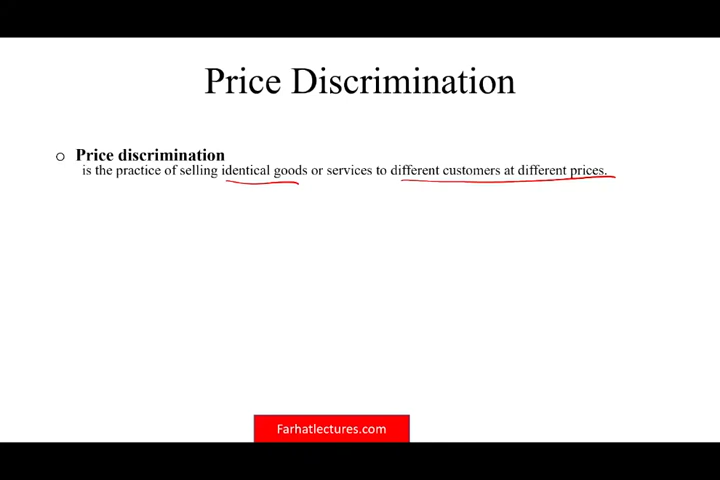 Price Discrimination
Price discrimination
is the practice of selling identical goods or services to different customers at different prices.
Farhatlectures.com